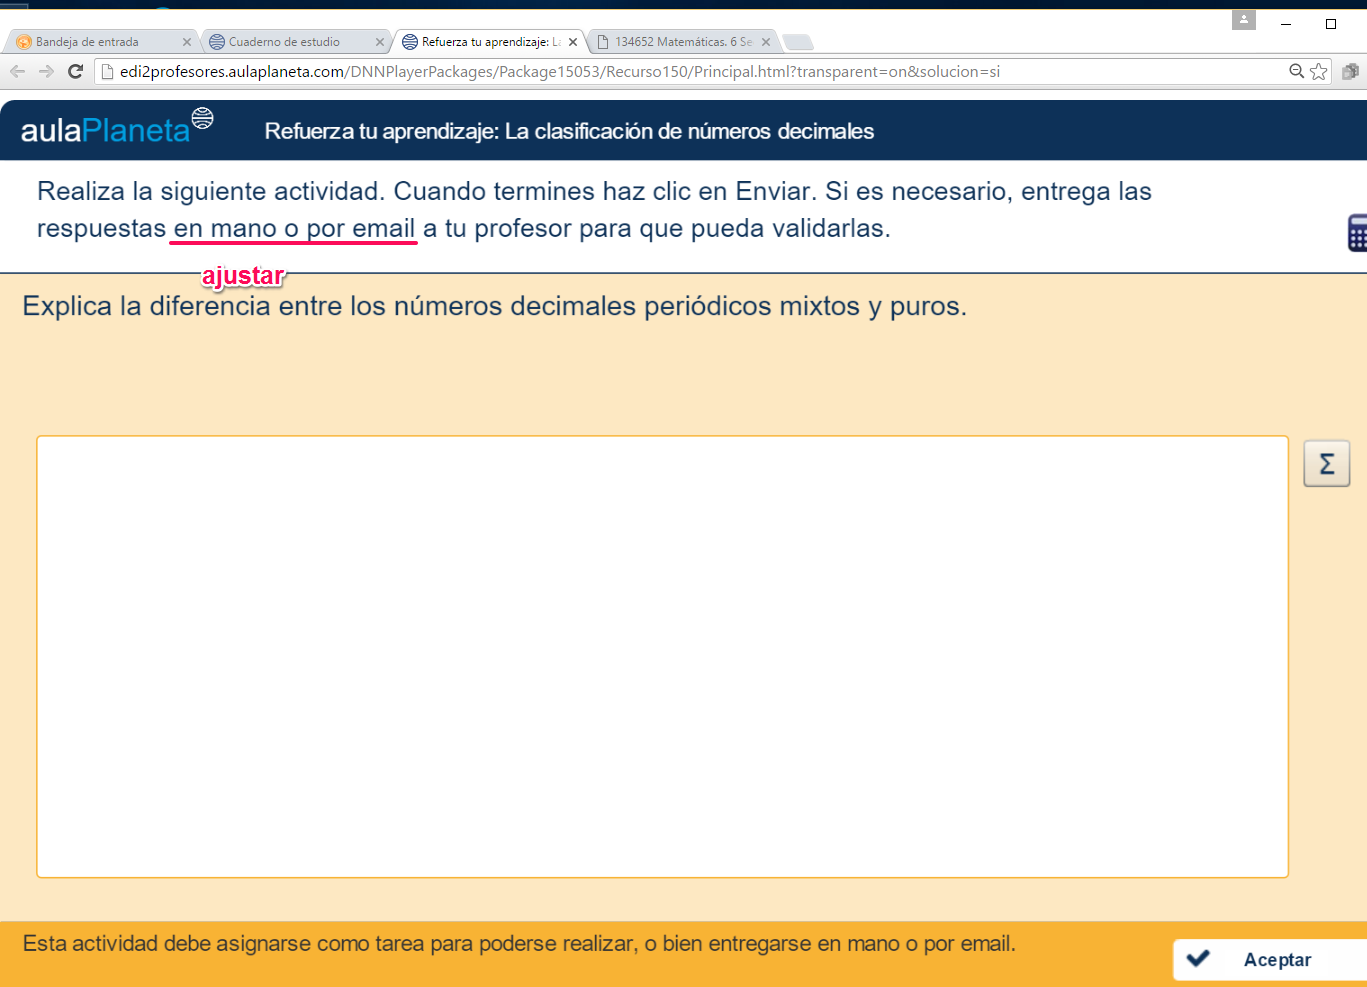 Bandeja de entrada
Cuaderno de estudio
Refuerza tu aprendizaje: La
134652 Matemáticas. 6 Se
edi2profesores.aulaplaneta.com/DNNPlayerPackages/Package15053/Recurso150/Principal.html?transparent=on&solucion=si
aulaPlaneta
Refuerza tu aprendizaje: La clasificación de números decimales
Realiza la siguiente actividad. Cuando termines haz clic en Enviar. Si es necesario, entrega las
respuestas en mano o por email a tu profesor para que pueda validarlas.
ajustar
Explica la diferencia entre los números decimales periódicos mixtos y puros.
Σ
Esta actividad debe asignarse como tarea para poderse realizar, o bien entregarse en mano o por email.
Aceptar